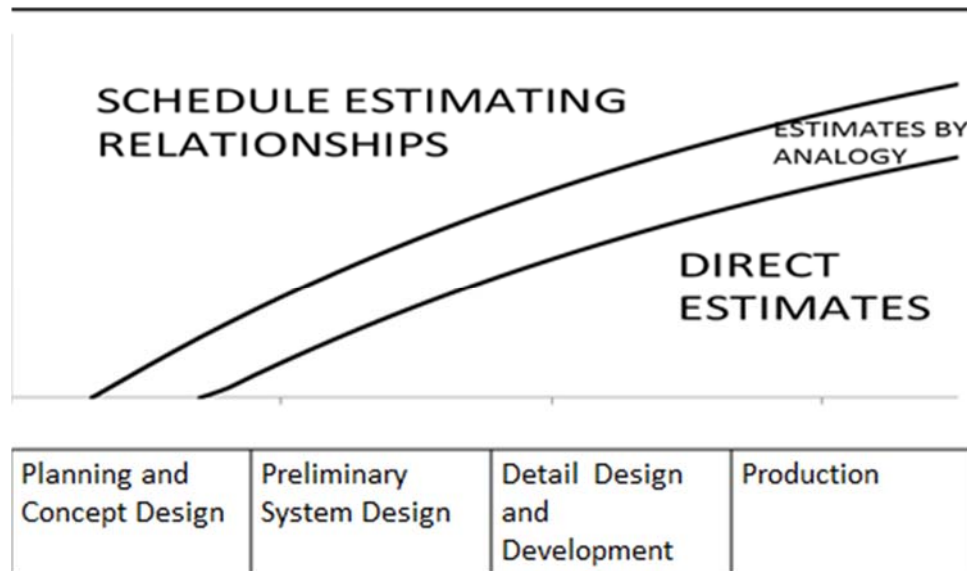 SCHEDULE ESTIMATING
RELATIONSHIPS
ESTIMATES BY
ANALOGY
DIRECT
ESTIMATES
Planning and
Concept Design
Preliminary
System Design
Detail Design
and
Development
Production